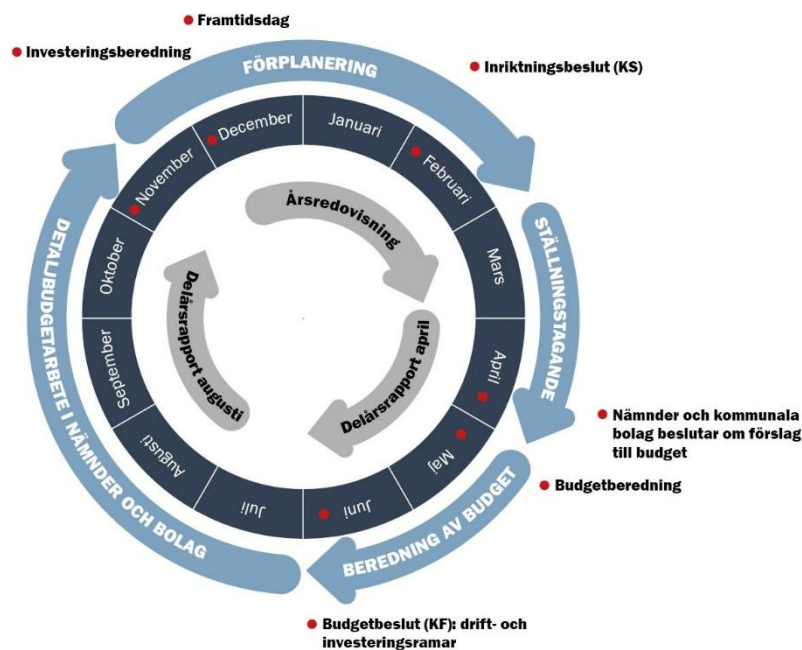 Framtidsdag
Investeringsberedning
FÖRPLANERING
Inriktningsbeslut (KS)
December
Januari
November
Februari
Årsredovisning
Oktober
Mars
STÄLLNINGSTAGANDE
DETALJBUDGETARBETE I NÄMNDER OCH BOLAG
Delårsrapport augusti
Delårsrapport april
September
April
Augusti
Maj
Juli
Juni
Nämnder och kommunala
bolag beslutar om förslag
till budget
Budgetberedning
BEREDNING AV BUDGET
Budgetbeslut (KF): drift- och
investeringsramar